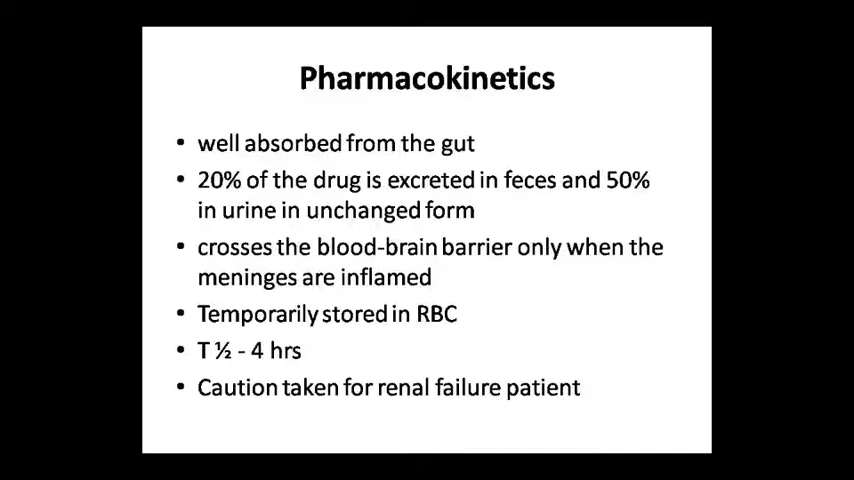 Pharmacokinetics
• well absorbed from the gut
• 20% of the drug is excreted in feces and 50%
in urine in unchanged form
• crosses the blood-brain barrier only when the
meninges are inflamed
• Temporarily stored in RBC
• T ½ - 4 hrs
• Caution taken for renal failure patient